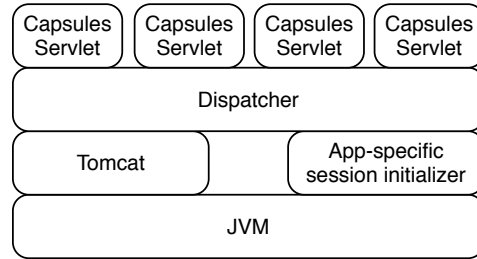 Capsules
Servlet
Capsules
Servlet
Capsules
Servlet
Capsules
Servlet
Dispatcher
Tomcat
App-specific
session initializer
JVM